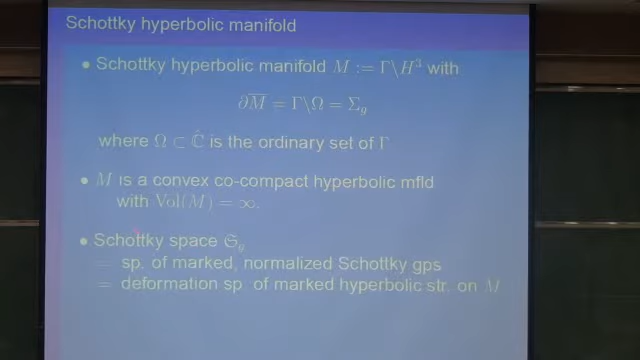 Schottky hyperbolic manifold
• Schottky hyperbolic manifold M := Γ\H³ with
∂M̅ = Γ\Ω = Σ_g
where Ω ⊂ Ĉ is the ordinary set of Γ
• M is a convex co-compact hyperbolic mfld
with Vol(M) = ∞.
• Schottky space 𝔖_g
= sp. of marked, normalized Schottky gps
= deformation sp. of marked hyperbolic str. on M